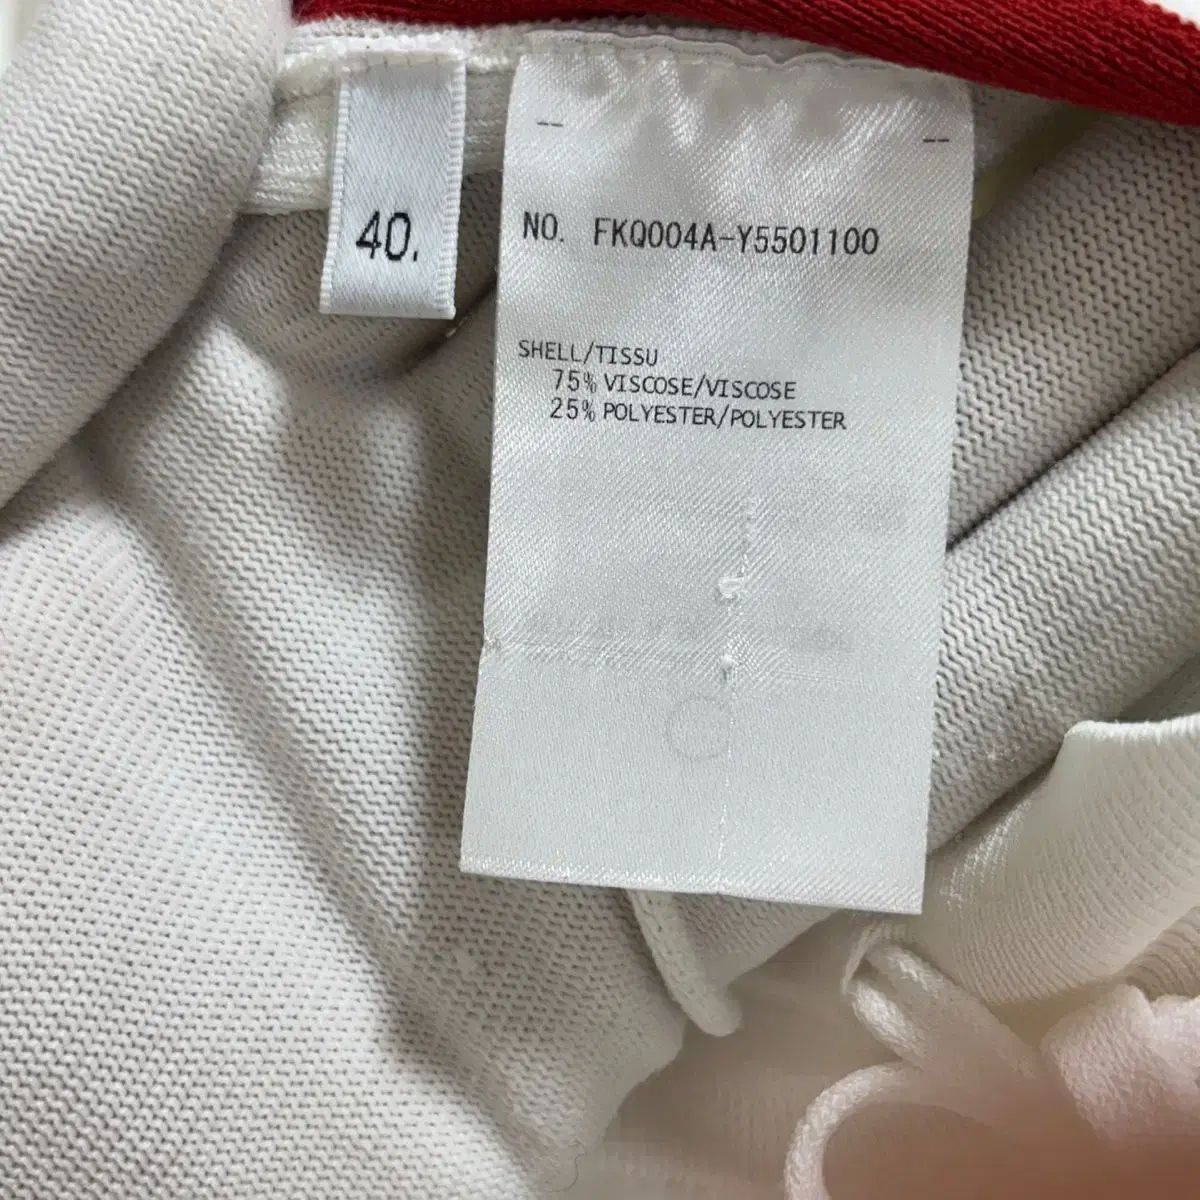 40.
NO. FKQ004A-Y5501100
SHELL/TISSU
75% VISCOSE/VISCOSE
25% POLYESTER/POLYESTER